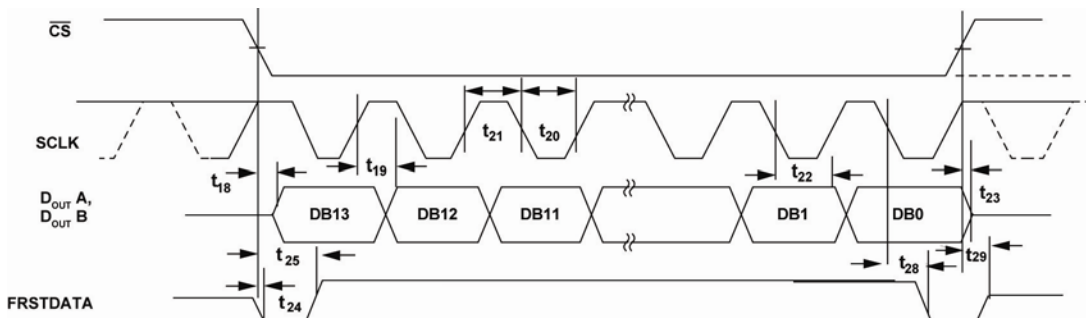 CS
SCLK
t21
t20
t19
t22
t18
t23
DOUT A,
DOUT B
DB13
DB12
DB11
DB1
DB0
t25
t28
t29
t24
FRSTDATA